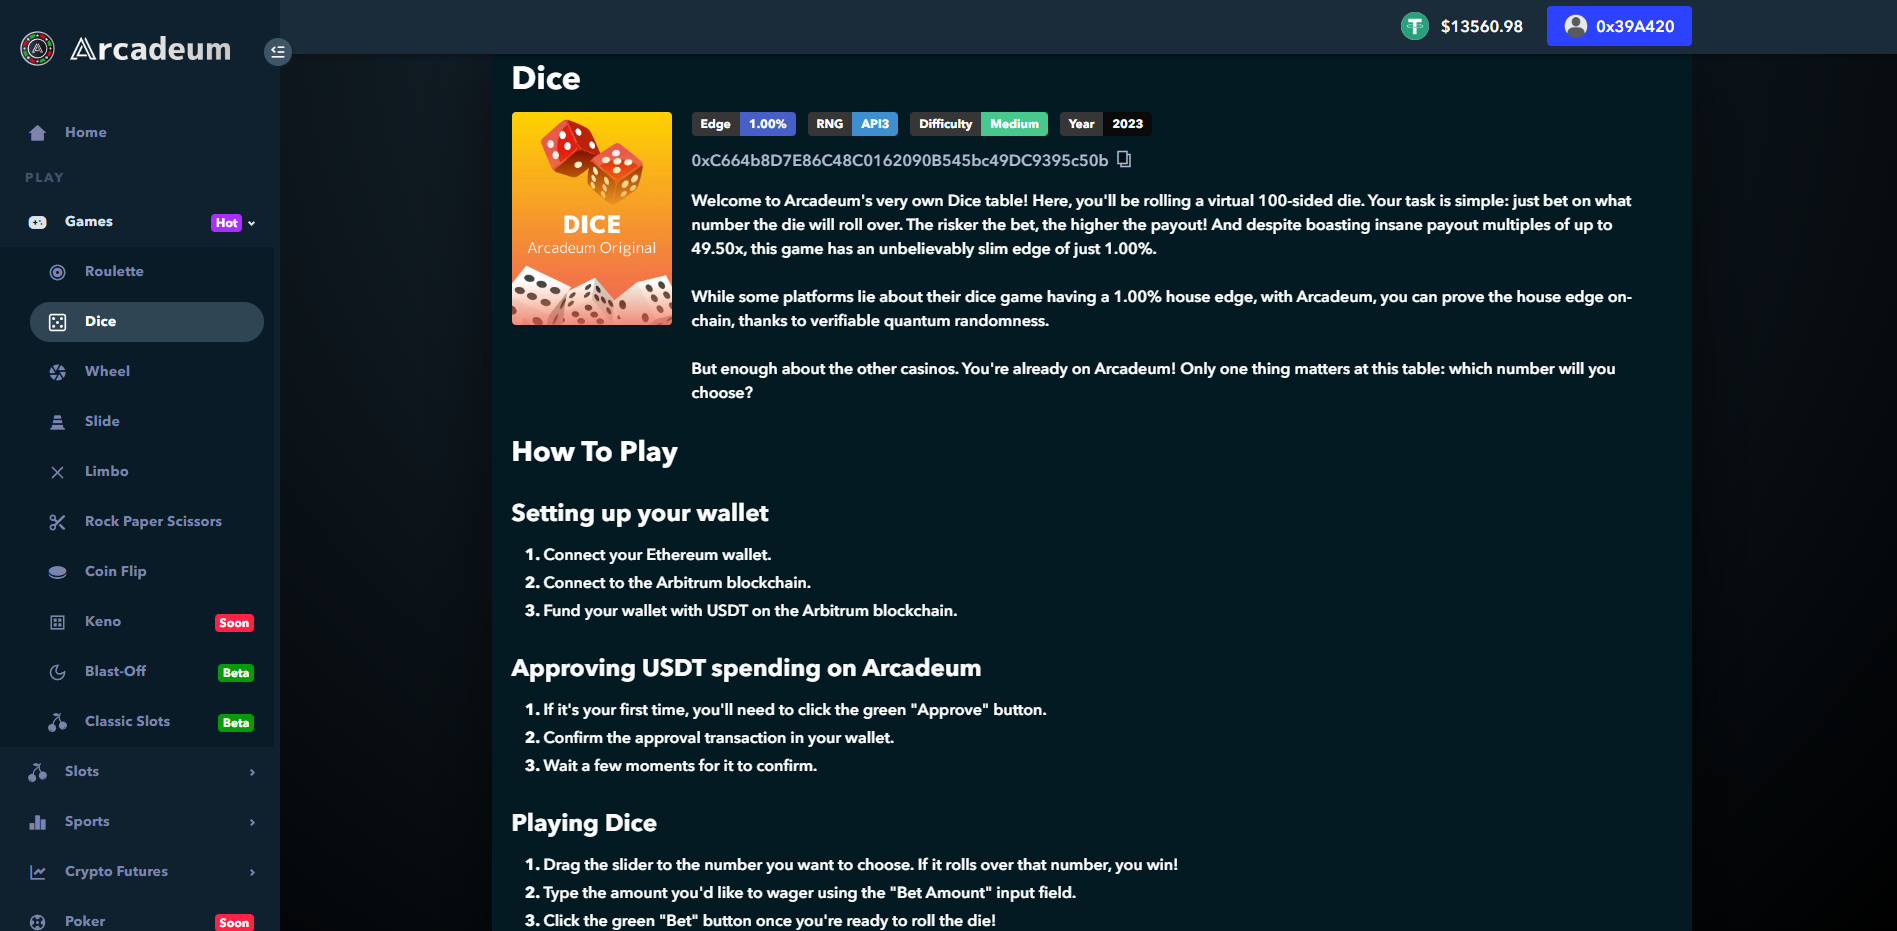 Arcadeum
$13560.98
0x39A420
Home
PLAY
Games
Hot
Roulette
Dice
Wheel
Slide
Limbo
Rock Paper Scissors
Coin Flip
Keno
Soon
Blast-Off
Beta
Classic Slots
Beta
Slots
Sports
Crypto Futures
Poker
Soon
Dice
DICE
Arcadeum Original
Edge 1.00% RNG API3 Difficulty Medium Year 2023
0xC664b8D7E86C48C0162090B545bc49DC9395c50b
Welcome to Arcadeum's very own Dice table! Here, you'll be rolling a virtual 100-sided die. Your task is simple: just bet on what
number the die will roll over. The risker the bet, the higher the payout! And despite boasting insane payout multiples of up to
49.50x, this game has an unbelievably slim edge of just 1.00%.
While some platforms lie about their dice game having a 1.00% house edge, with Arcadeum, you can prove the house edge on-
chain, thanks to verifiable quantum randomness.
But enough about the other casinos. You're already on Arcadeum! Only one thing matters at this table: which number will you
choose?
How To Play
Setting up your wallet
1. Connect your Ethereum wallet.
2. Connect to the Arbitrum blockchain.
3. Fund your wallet with USDT on the Arbitrum blockchain.
Approving USDT spending on Arcadeum
1. If it's your first time, you'll need to click the green "Approve" button.
2. Confirm the approval transaction in your wallet.
3. Wait a few moments for it to confirm.
Playing Dice
1. Drag the slider to the number you want to choose. If it rolls over that number, you win!
2. Type the amount you'd like to wager using the "Bet Amount" input field.
3. Click the green "Bet" button once you're ready to roll the die!